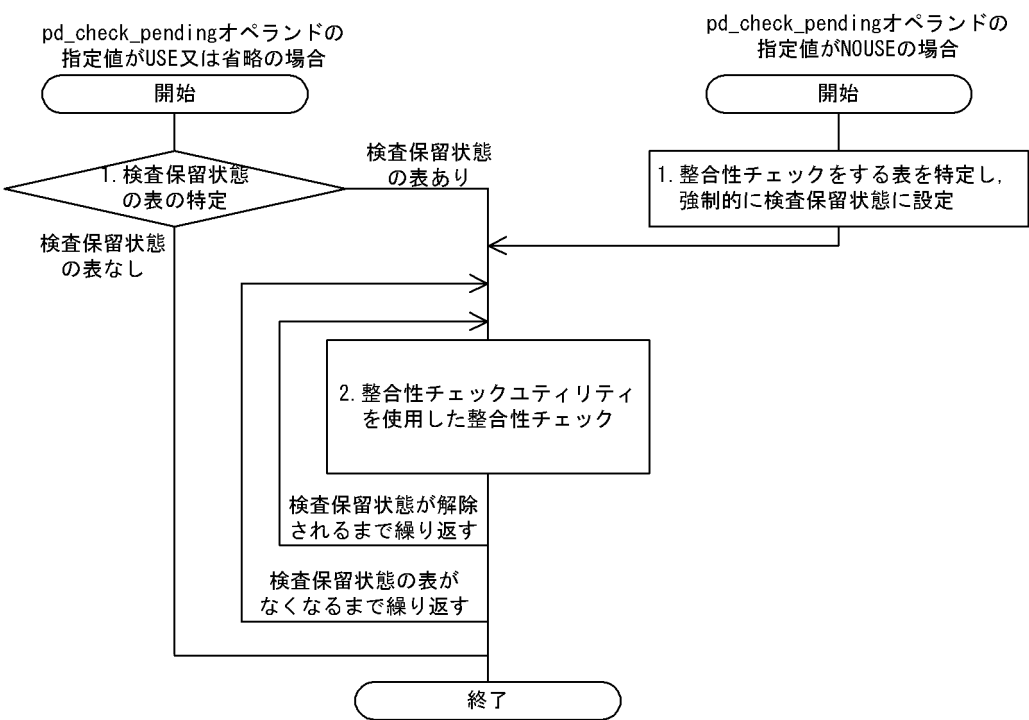 pd_check_pendingオペランドの
指定値がUSE又は省略の場合
開始
1. 検査保留状態
の表の特定
検査保留状態
の表あり
検査保留状態
の表なし
pd_check_pendingオペランドの
指定値がNOUSEの場合
開始
1. 整合性チェックをする表を特定し,
強制的に検査保留状態に設定
2. 整合性チェックユティリティ
を使用した整合性チェック
検査保留状態が解除
されるまで繰り返す
検査保留状態の表が
なくなるまで繰り返す
終了